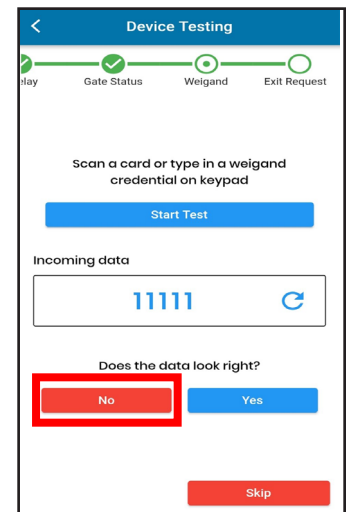 Device Testing
elay Gate Status Weigand Exit Request
Scan a card or type in a weigand
credential on keypad
Start Test
Incoming data
11111
Does the data look right?
No Yes
Skip